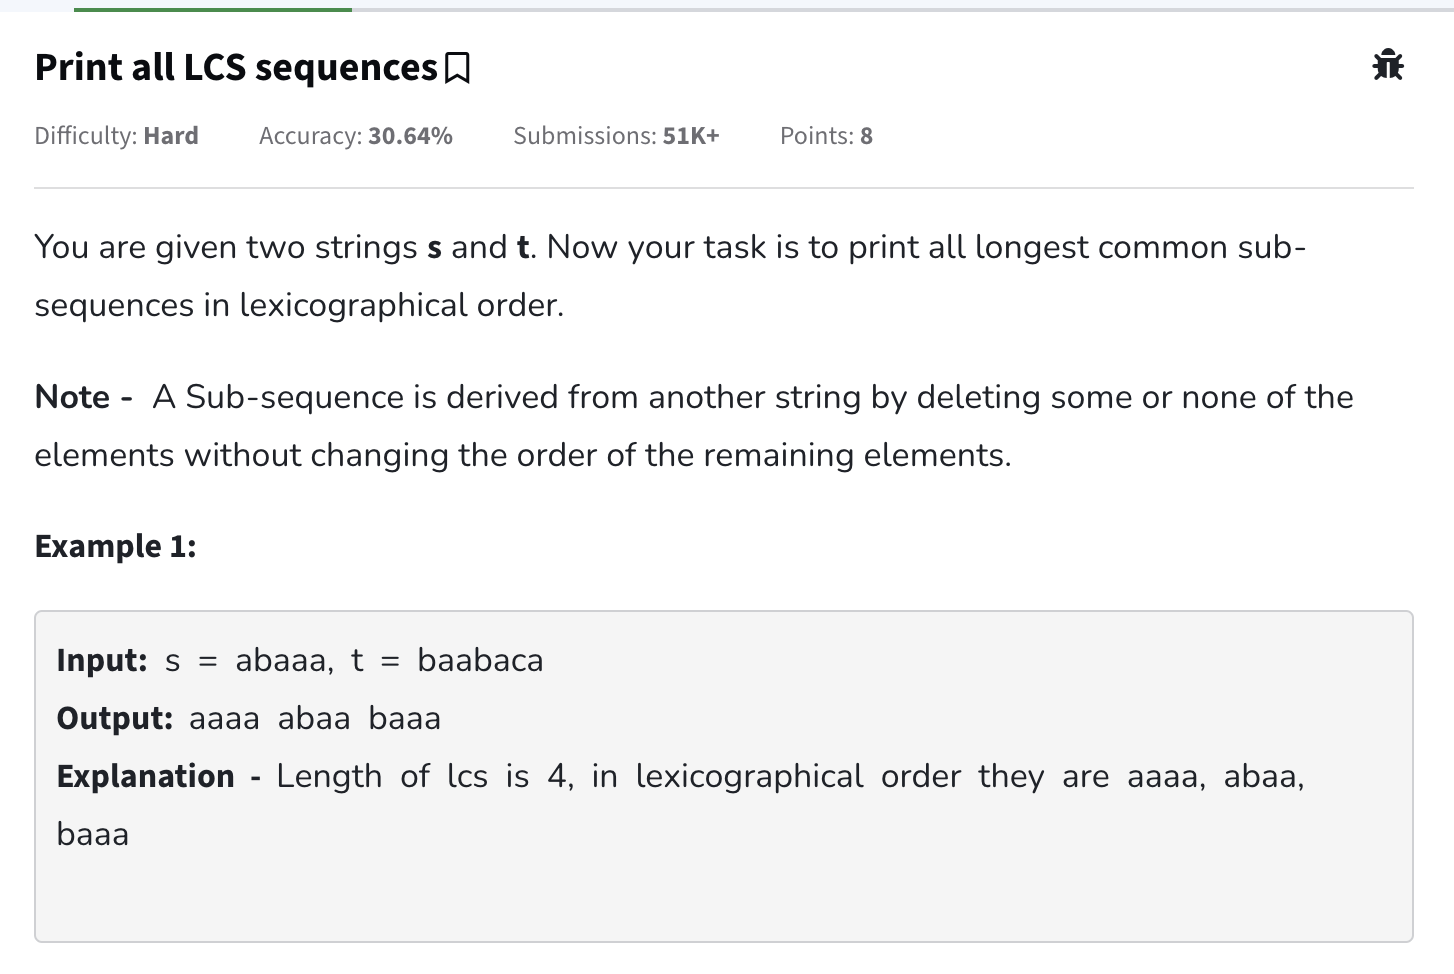 Print all LCS sequences
Difficulty: Hard Accuracy: 30.64% Submissions: 51K+ Points: 8
You are given two strings s and t. Now your task is to print all longest common sub-
sequences in lexicographical order.
Note - A Sub-sequence is derived from another string by deleting some or none of the
elements without changing the order of the remaining elements.
Example 1:
Input: s = abaaa, t = baabaca
Output: aaaa abaa baaa
Explanation - Length of lcs is 4, in lexicographical order they are aaaa, abaa,
baaa